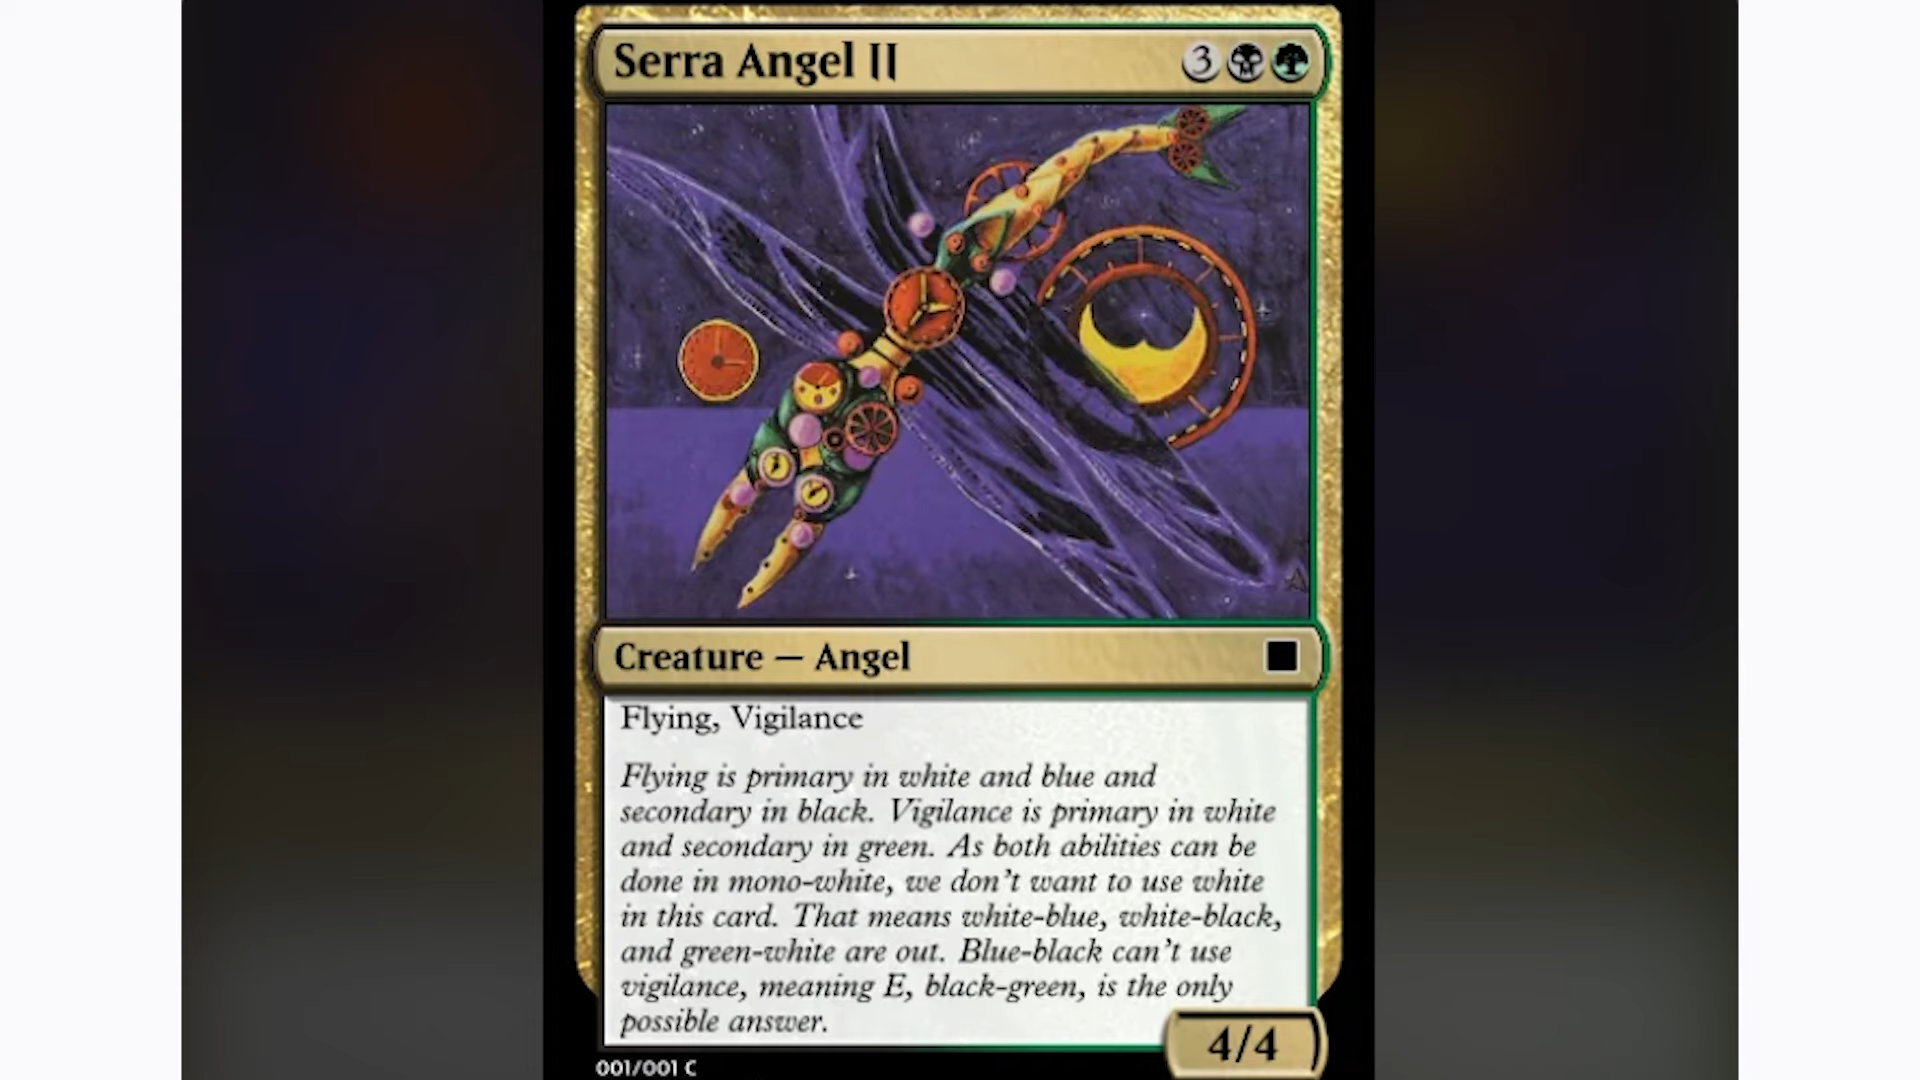 Serra Angel II
3
Creature — Angel
Flying, Vigilance
Flying is primary in white and blue and
secondary in black. Vigilance is primary in white
and secondary in green. As both abilities can be
done in mono-white, we don't want to use white
in this card. That means white-blue, white-black,
and green-white are out. Blue-black can't use
vigilance, meaning E, black-green, is the only
possible answer.
4/4
001/001 C